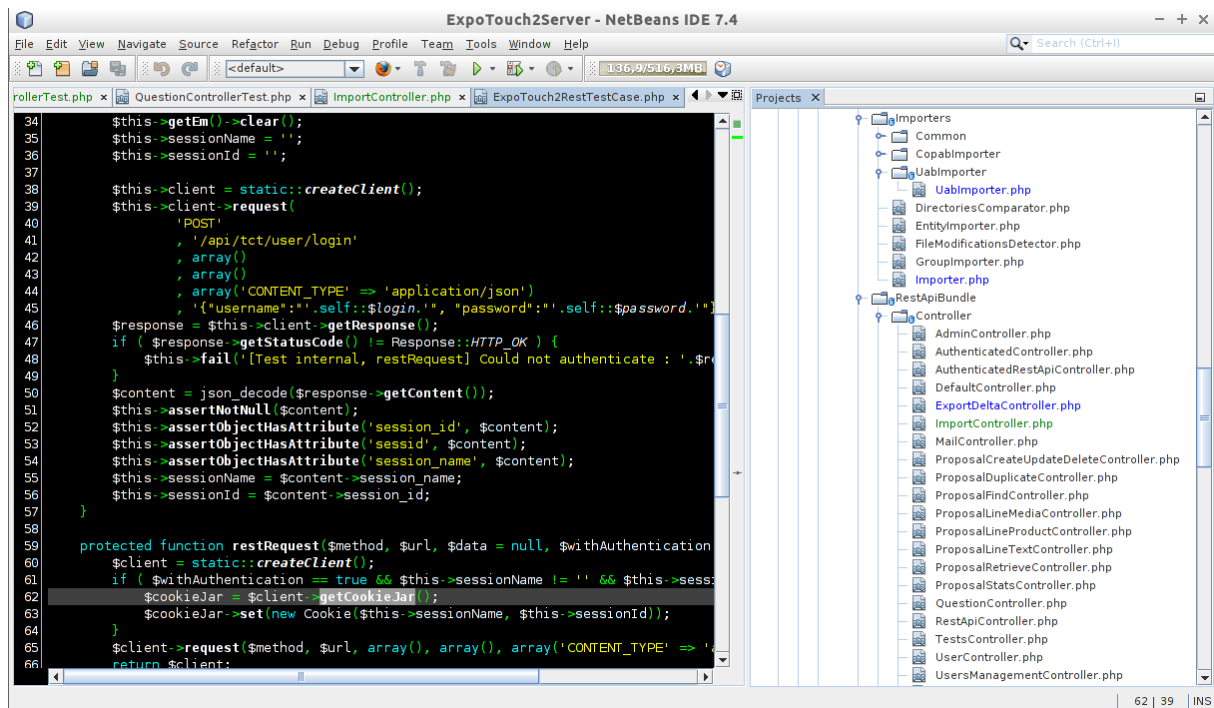 ExpoTouch2Server - NetBeans IDE 7.4
File Edit View Navigate Source Refactor Run Debug Profile Team Tools Window Help
Search (Ctrl+I)
<default>
136,9/516,3MB
rollerTest.php × QuestionControllerTest.php × ImportController.php × ExpoTouch2RestTestCase.php ×
34 $this->getEm()->clear();
35 $this->sessionName = '';
36 $this->sessionId = '';
37
38 $this->client = static::createClient();
39 $this->client->request(
40 'POST'
41 , '/api/tct/user/login'
42 , array()
43 , array()
44 , array('CONTENT_TYPE' => 'application/json')
45 , '{"username":"'.self::$login.'", "password":"'.self::$password.'"}
46 $response = $this->client->getResponse();
47 if ( $response->getStatusCode() != Response::HTTP_OK ) {
48 $this->fail('[Test internal, restRequest] Could not authenticate : '.$re
49 }
50 $content = json_decode($response->getContent());
51 $this->assertNotNull($content);
52 $this->assertObjectHasAttribute('session_id', $content);
53 $this->assertObjectHasAttribute('sessid', $content);
54 $this->assertObjectHasAttribute('session_name', $content);
55 $this->sessionName = $content->session_name;
56 $this->sessionId = $content->session_id;
57 }
58
59 protected function restRequest($method, $url, $data = null, $withAuthentication
60 $client = static::createClient();
61 if ( $withAuthentication == true && $this->sessionName != '' && $this->sess
62 $cookieJar = $client->getCookieJar();
63 $cookieJar->set(new Cookie($this->sessionName, $this->sessionId));
64 }
65 $client->request($method, $url, array(), array(), array('CONTENT_TYPE' => 'a
66 return $client;
Projects ×
Importers
Common
CopabImporter
UabImporter
UabImporter.php
DirectoriesComparator.php
EntityImporter.php
FileModificationsDetector.php
GroupImporter.php
Importer.php
RestApiBundle
Controller
AdminController.php
AuthenticatedController.php
AuthenticatedRestApiController.php
DefaultController.php
ExportDeltaController.php
ImportController.php
MailController.php
ProposalCreateUpdateDeleteController.php
ProposalDuplicateController.php
ProposalFindController.php
ProposalLineMediaController.php
ProposalLineProductController.php
ProposalLineTextController.php
ProposalRetrieveController.php
ProposalStatsController.php
QuestionController.php
RestApiController.php
TestsController.php
UserController.php
UsersManagementController.php
62 | 39 INS